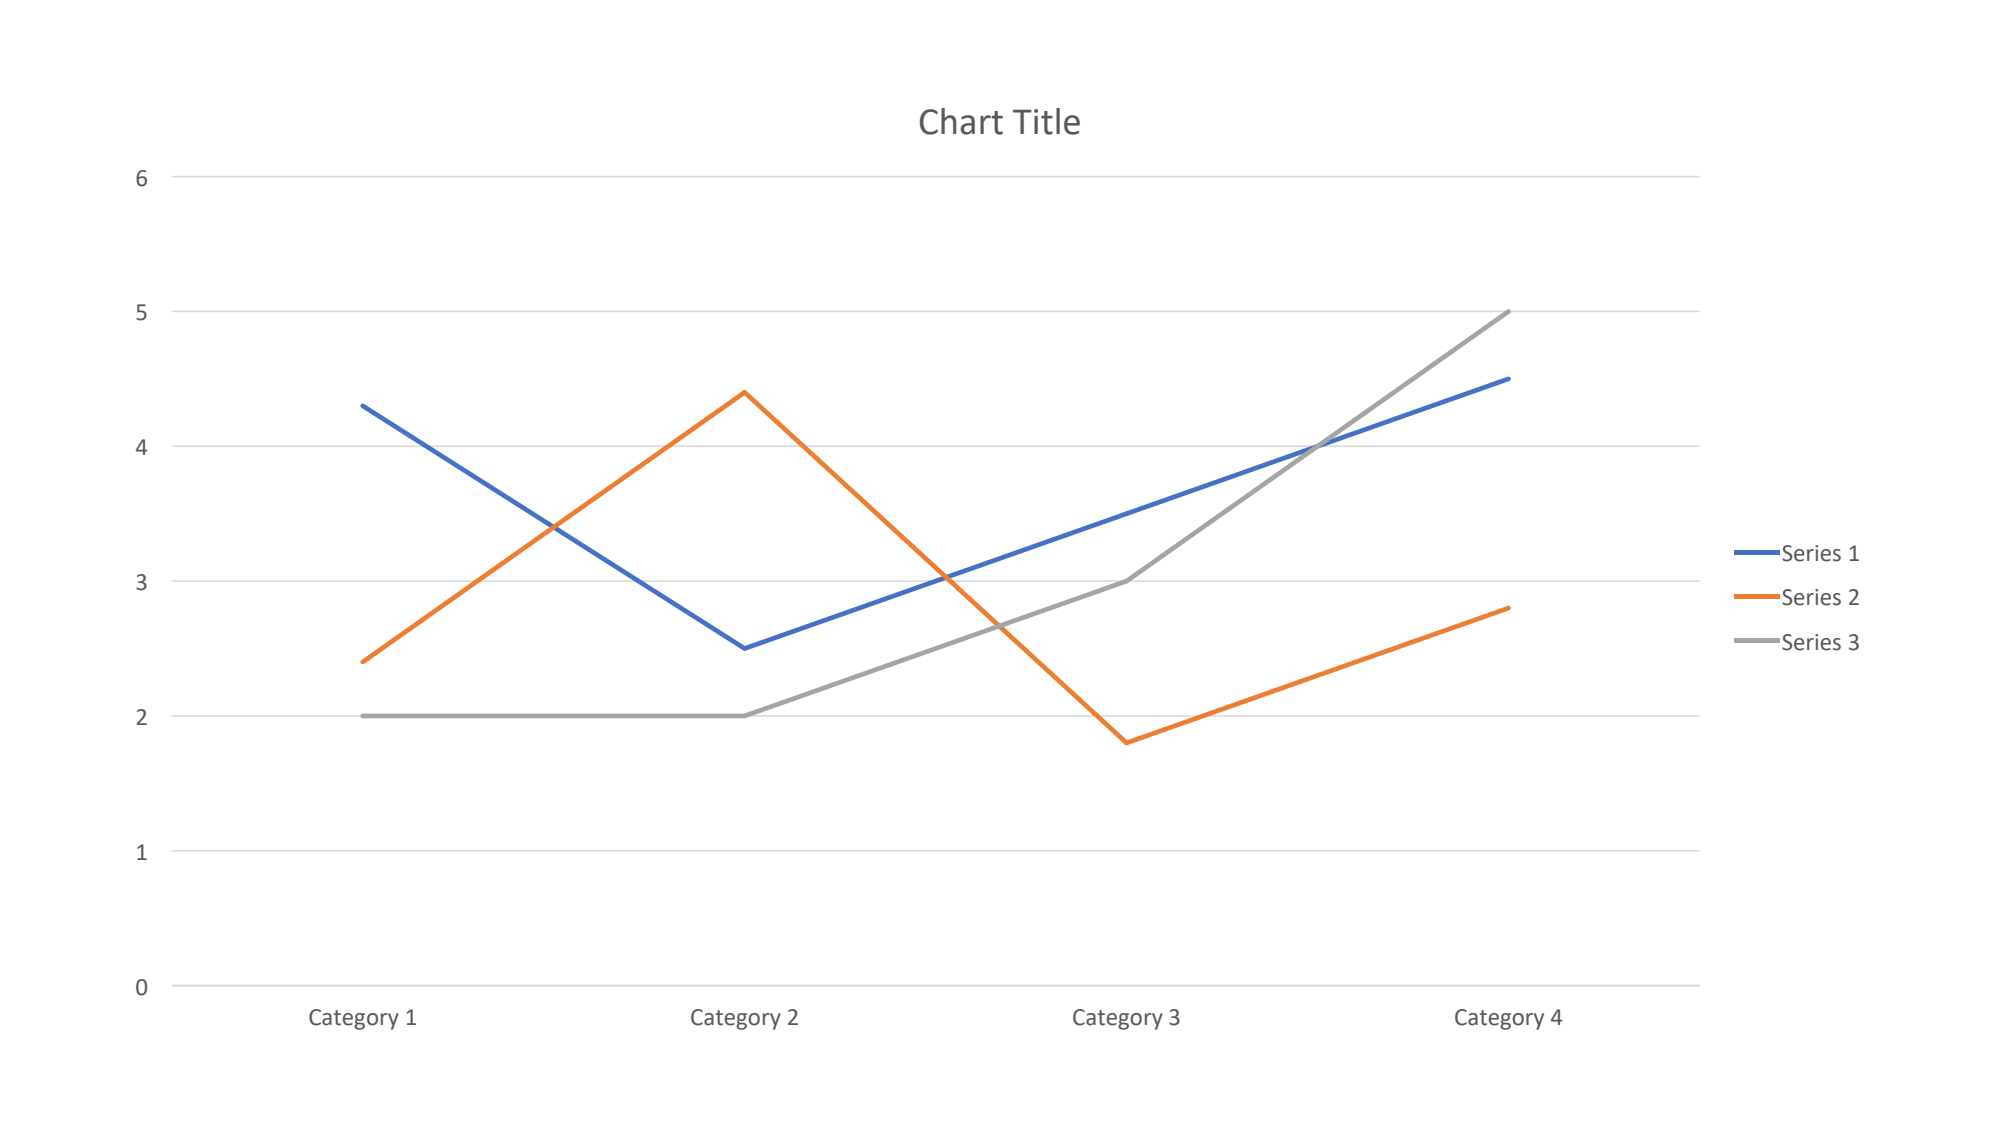 Chart Title
6
5
4
3
2
1
0
Category 1
Category 2
Category 3
Category 4
Series 1
Series 2
Series 3